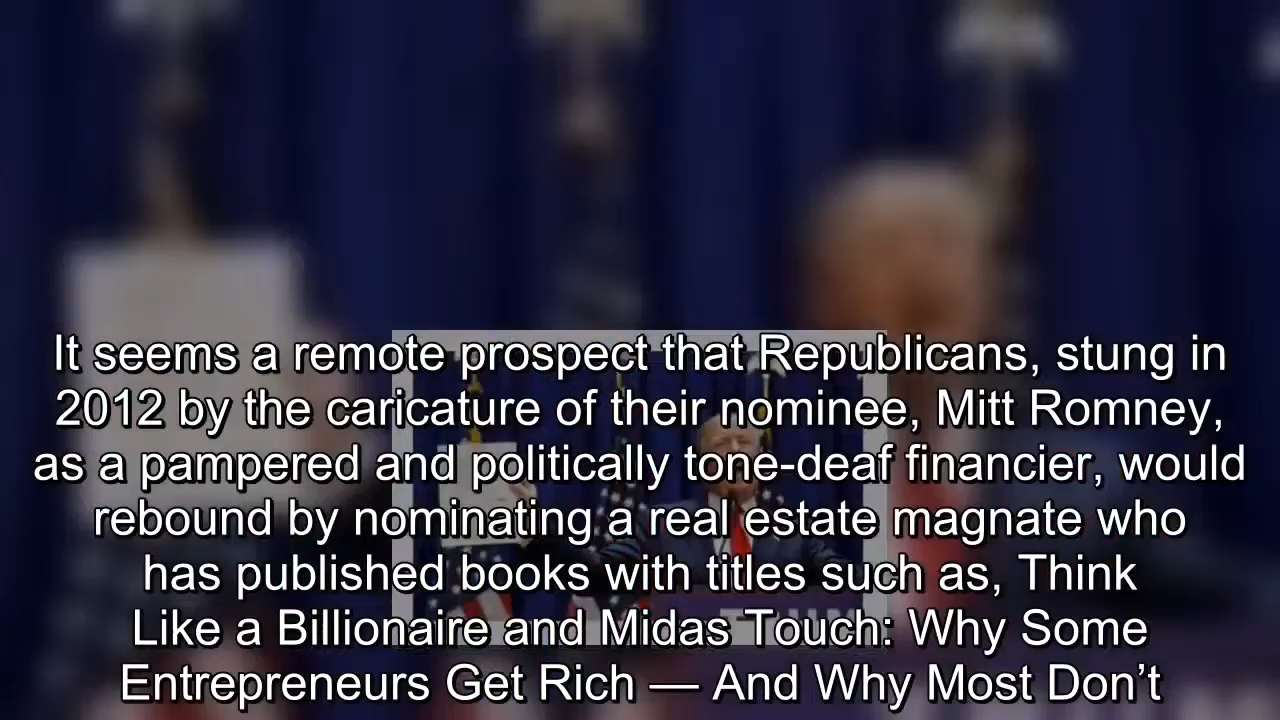 It seems a remote prospect that Republicans, stung in
2012 by the caricature of their nominee, Mitt Romney,
as a pampered and politically tone-deaf financier, would
rebound by nominating a real estate magnate who
has published books with titles such as, Think
Like a Billionaire and Midas Touch: Why Some
Entrepreneurs Get Rich — And Why Most Don’t